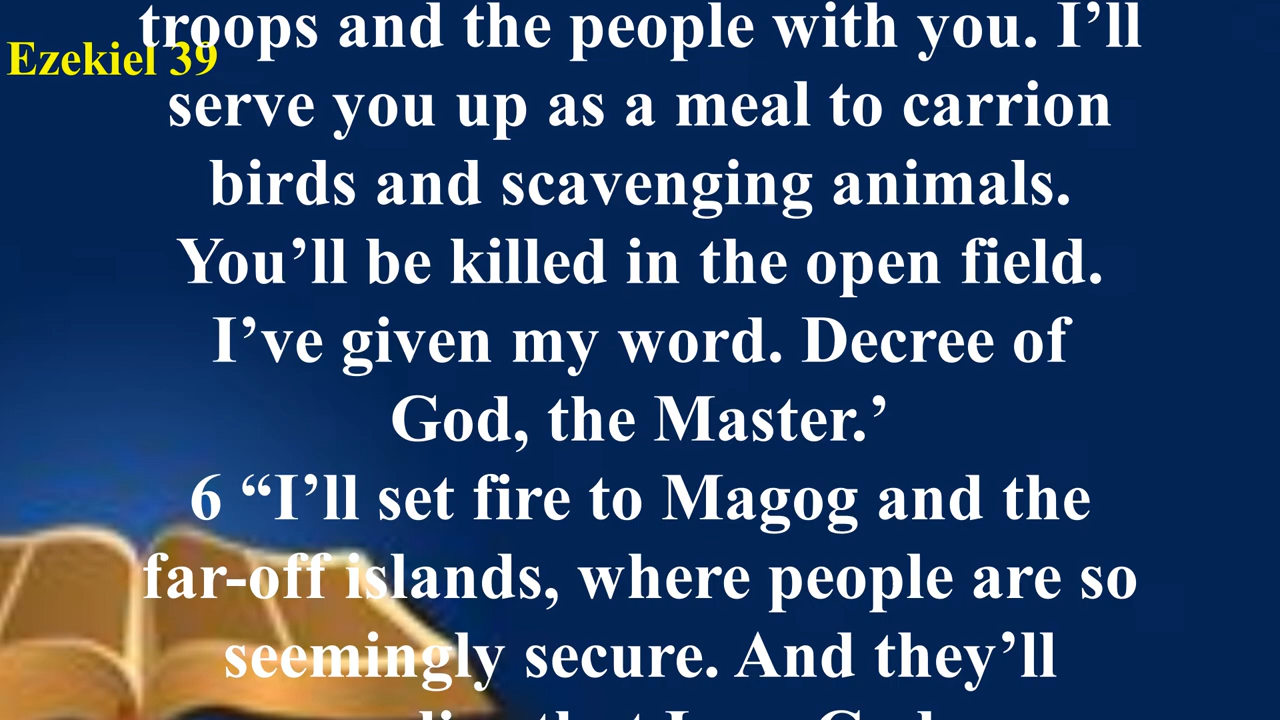 troops and the people with you. I’ll
Ezekiel 39
serve you up as a meal to carrion
birds and scavenging animals.
You’ll be killed in the open field.
I’ve given my word. Decree of
God, the Master.’
6 “I’ll set fire to Magog and the
far-off islands, where people are so
seemingly secure. And they’ll
that I am God